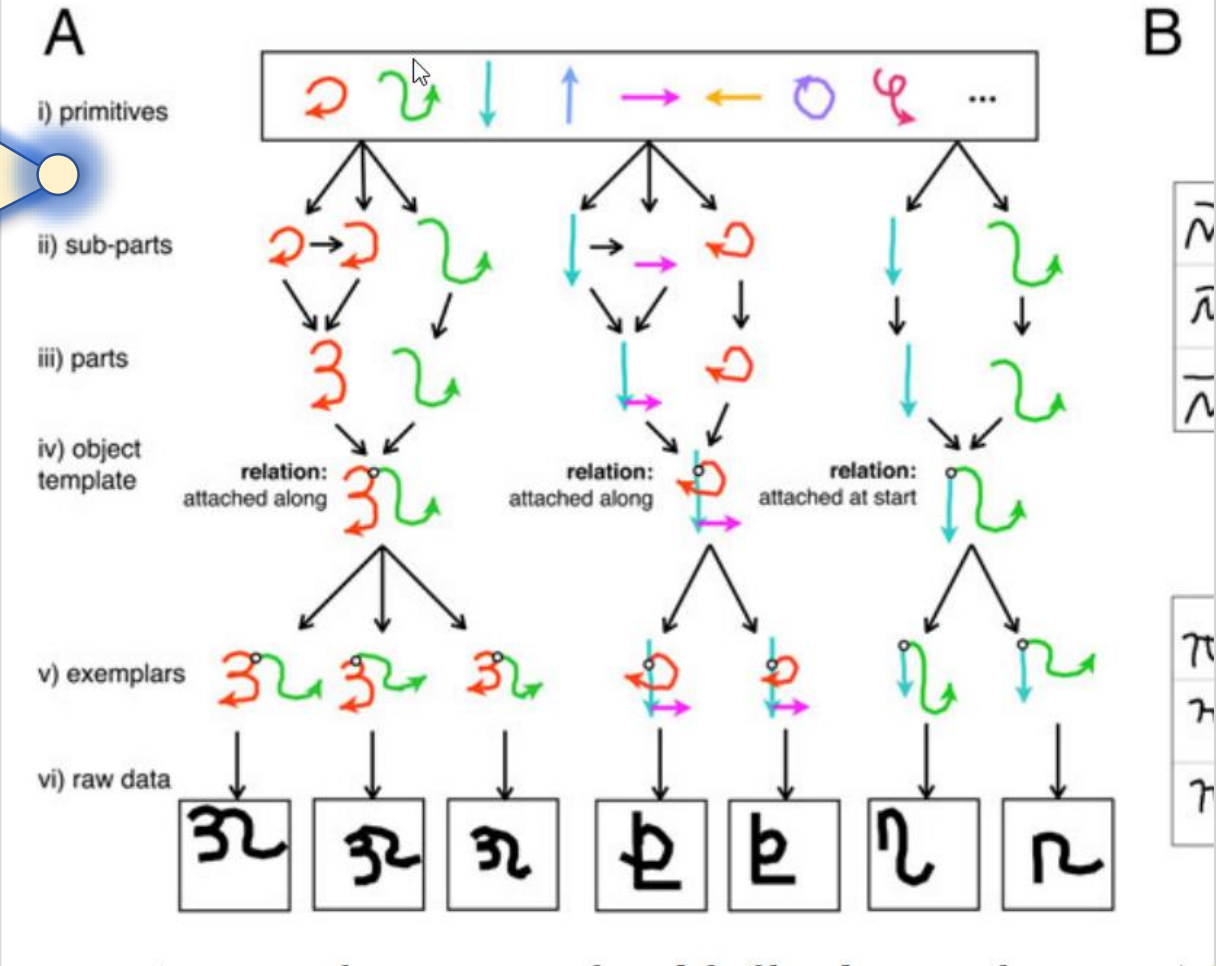 A
B
i) primitives
...
ii) sub-parts
iii) parts
iv) object
template
relation:
attached along
relation:
attached along
relation:
attached at start
v) exemplars
vi) raw data